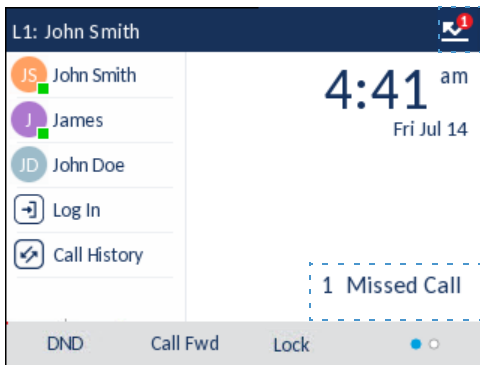 L1: John Smith
1
JS John Smith
J James
JD John Doe
Log In
Call History
4:41 am
Fri Jul 14
1 Missed Call
DND Call Fwd Lock